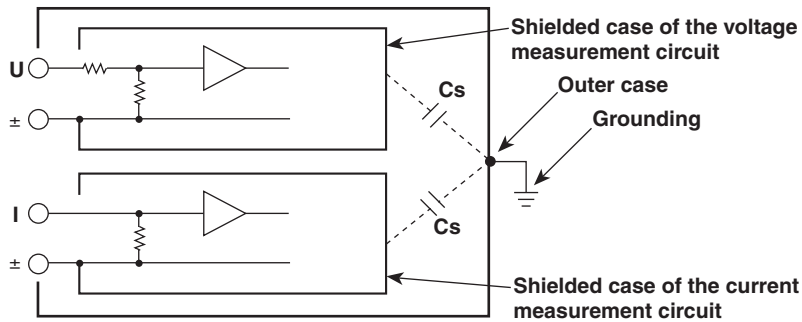 Shielded case of the voltage
measurement circuit
U
±
Cs
Outer case
Grounding
I
±
Cs
Shielded case of the current
measurement circuit